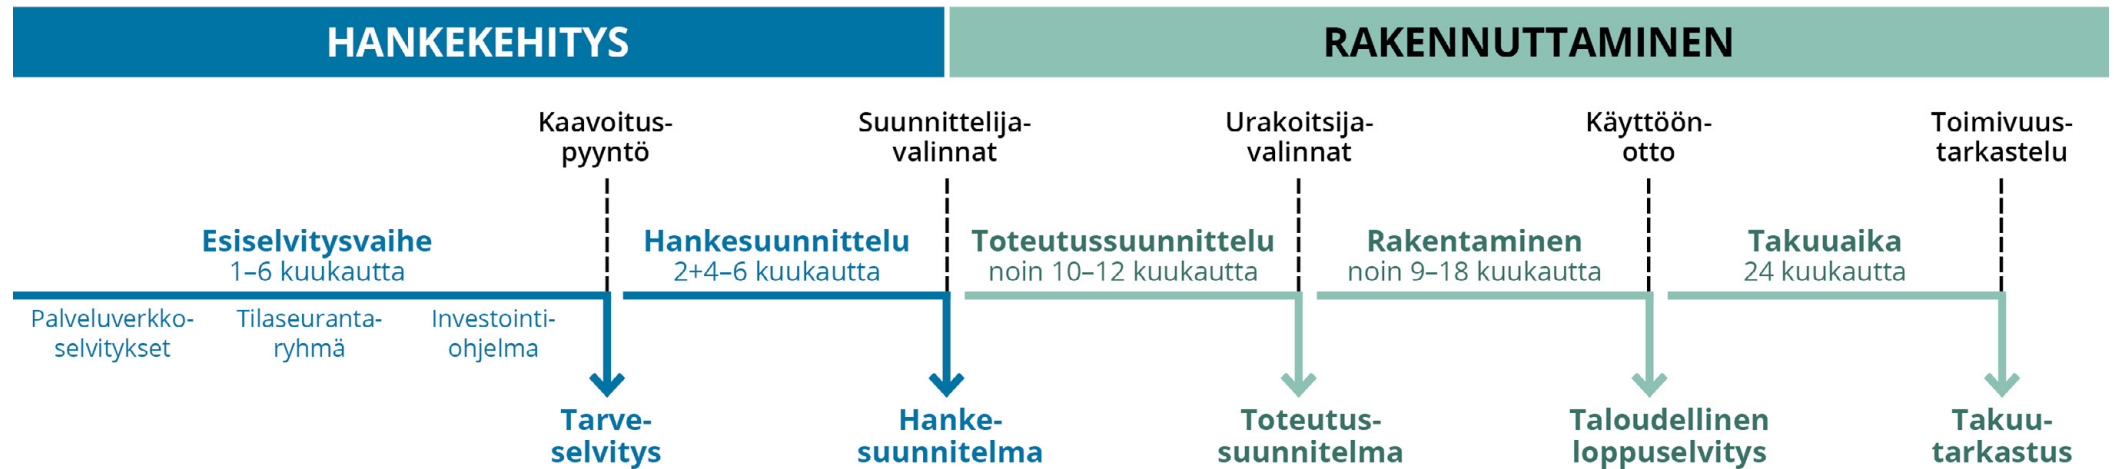 HANKEKEHITYS
RAKENNUTTAMINEN
Kaavoitus-
pyyntö
Suunnittelija-
valinnat
Urakoitsija-
valinnat
Käyttöön-
otto
Toimivuus-
tarkastelu
Esiselvitysvaihe
1–6 kuukautta
Hankesuunnittelu
2+4–6 kuukautta
Toteutussuunnittelu
noin 10–12 kuukautta
Rakentaminen
noin 9–18 kuukautta
Takuuaika
24 kuukautta
Palveluverkko-
selvitykset
Tilaseuranta-
ryhmä
Investointi-
ohjelma
Tarve-
selvitys
Hanke-
suunnitelma
Toteutus-
suunnitelma
Taloudellinen
loppuselvitys
Takuu-
tarkastus